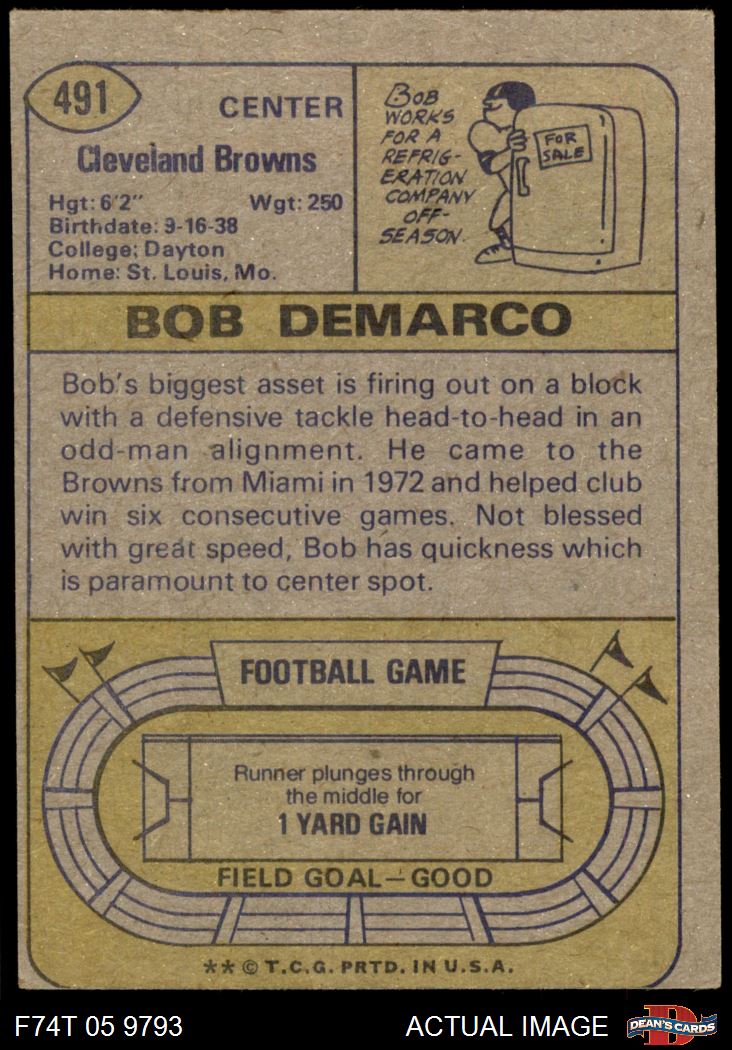 491
CENTER
Cleveland Browns
Hgt: 6'2" Wgt: 250
Birthdate: 9-16-38
College: Dayton
Home: St. Louis, Mo.
BOB
WORKS
FOR A
REFRIG-
ERATION
COMPANY
OFF-
SEASON.
FOR
SALE
BOB DEMARCO
Bob's biggest asset is firing out on a block
with a defensive tackle head-to-head in an
odd-man alignment. He came to the
Browns from Miami in 1972 and helped club
win six consecutive games. Not blessed
with great speed, Bob has quickness which
is paramount to center spot.
FOOTBALL GAME
Runner plunges through
the middle for
1 YARD GAIN
FIELD GOAL—GOOD
** © T.C.G. PRTD. IN U.S.A.
F74T 05 9793
ACTUAL IMAGE
D
DEAN'S CARDS